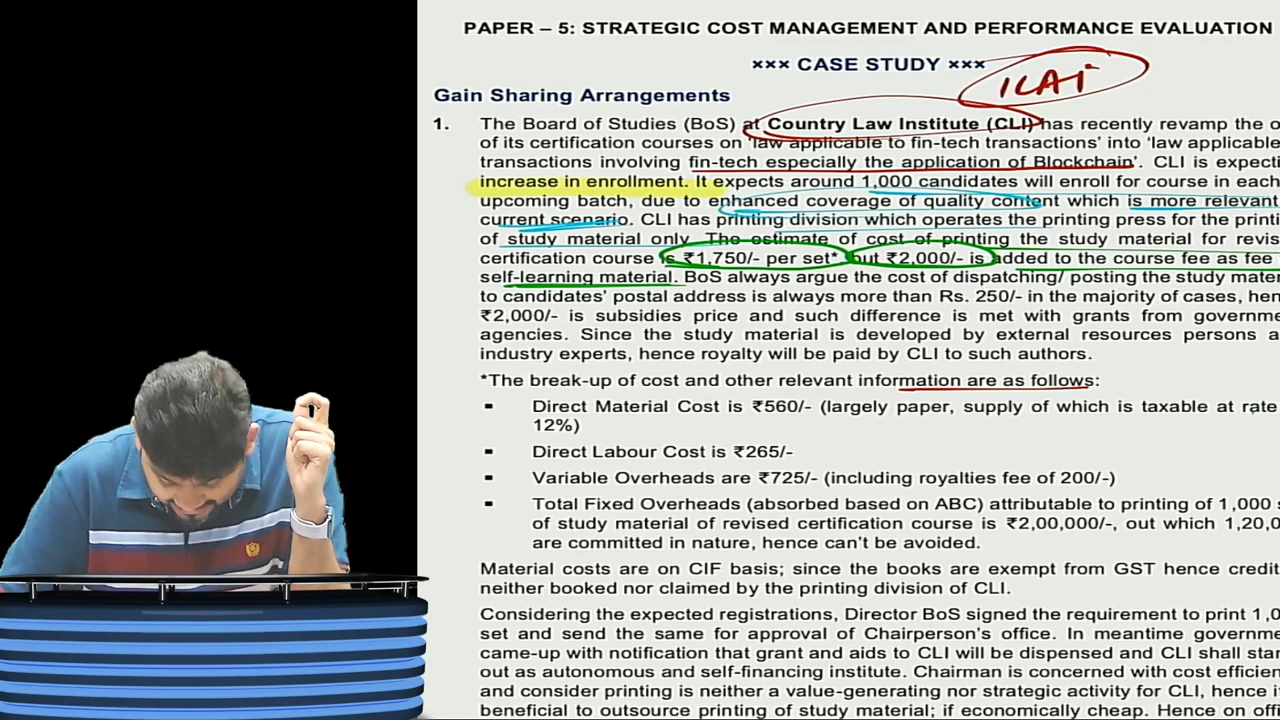 PAPER – 5: STRATEGIC COST MANAGEMENT AND PERFORMANCE EVALUATION
××× CASE STUDY ×××
ICAI
Gain Sharing Arrangements
1. The Board of Studies (BoS) at Country Law Institute (CLI) has recently revamp the
of its certification courses on 'law applicable to fin-tech transactions' into 'law applicable
transactions involving fin-tech especially the application of Blockchain'. CLI is
increase in enrollment. It expects around 1,000 candidates will enroll for course in each
upcoming batch, due to enhanced coverage of quality content which is more relevant
current scenario. CLI has printing division which operates the printing press for the
of study material only. The estimate of cost of printing the study material for
certification course is ₹1,750/- per set* but ₹2,000/- is added to the course fee as fee
self-learning material. BoS always argue the cost of dispatching/ posting the study
to candidates' postal address is always more than Rs. 250/- in the majority of cases,
₹2,000/- is subsidies price and such difference is met with grants from
agencies. Since the study material is developed by external resources persons
industry experts, hence royalty will be paid by CLI to such authors.
*The break-up of cost and other relevant information are as follows:
▪ Direct Material Cost is ₹560/- (largely paper, supply of which is taxable at rate
12%)
▪ Direct Labour Cost is ₹265/-
▪ Variable Overheads are ₹725/- (including royalties fee of 200/-)
▪ Total Fixed Overheads (absorbed based on ABC) attributable to printing of 1,000
of study material of revised certification course is ₹2,00,000/-, out which
are committed in nature, hence can't be avoided.
Material costs are on CIF basis; since the books are exempt from GST hence credit
neither booked nor claimed by the printing division of CLI.
Considering the expected registrations, Director BoS signed the requirement to print
set and send the same for approval of Chairperson's office. In meantime
came-up with notification that grant and aids to CLI will be dispensed and CLI shall
out as autonomous and self-financing institute. Chairman is concerned with cost
and consider printing is neither a value-generating nor strategic activity for CLI, hence
beneficial to outsource printing of study material; if economically cheap. Hence on